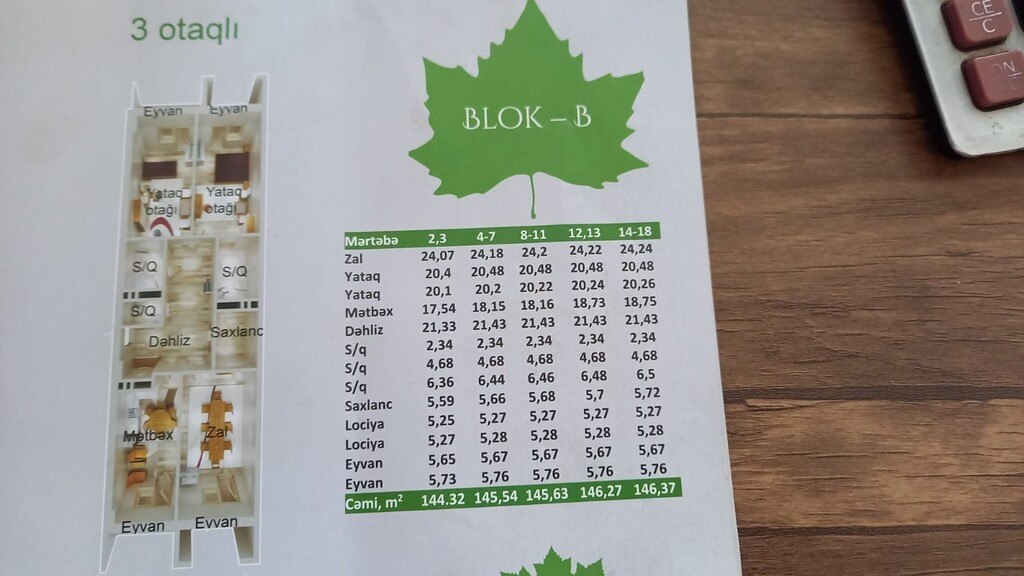 3 otaqlı
Eyvan Eyvan
Yataq otağı
Yataq otağı
S/Q S/Q
S/Q
Dəhliz Saxlanc
Mətbəx Zal
Eyvan Eyvan
BLOK – B
Mərtəbə 2,3 4-7 8-11 12,13 14-18
Zal 24,07 24,18 24,2 24,22 24,24
Yataq 20,4 20,48 20,48 20,48 20,48
Yataq 20,1 20,2 20,22 20,24 20,26
Mətbəx 17,54 18,15 18,16 18,73 18,75
Dəhliz 21,33 21,43 21,43 21,43 21,43
S/q 2,34 2,34 2,34 2,34 2,34
S/q 4,68 4,68 4,68 4,68 4,68
S/q 6,36 6,44 6,46 6,48 6,5
Saxlanc 5,59 5,66 5,68 5,7 5,72
Lociya 5,25 5,27 5,27 5,27 5,27
Lociya 5,27 5,28 5,28 5,28 5,28
Eyvan 5,65 5,67 5,67 5,67 5,67
Eyvan 5,73 5,76 5,76 5,76 5,76
Cəmi, m² 144.32 145,54 145,63 146,27 146,37
CE
C